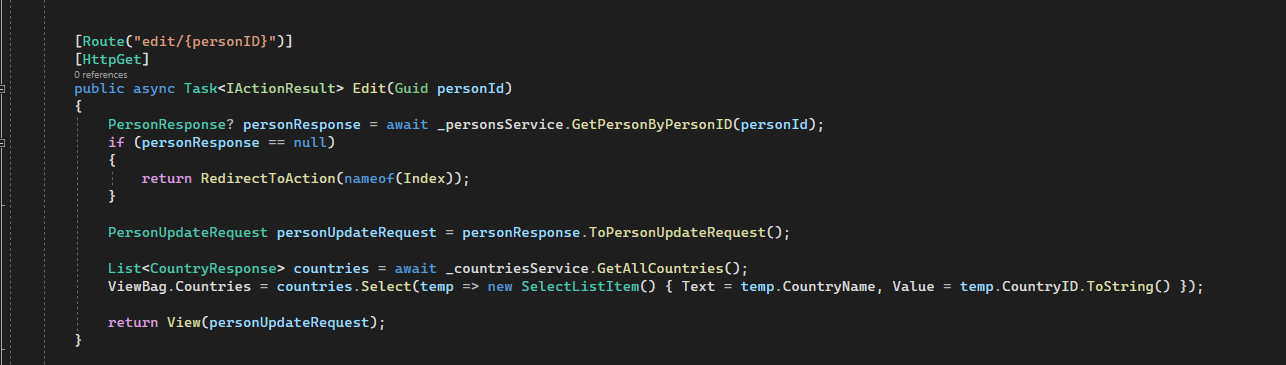 [Route("edit/{personID}")]
[HttpGet]
0 references
public async Task<IActionResult> Edit(Guid personId)
{
PersonResponse? personResponse = await _personsService.GetPersonByPersonID(personId);
if (personResponse == null)
{
return RedirectToAction(nameof(Index));
}
PersonUpdateRequest personUpdateRequest = personResponse.ToPersonUpdateRequest();
List<CountryResponse> countries = await _countriesService.GetAllCountries();
ViewBag.Countries = countries.Select(temp => new SelectListItem() { Text = temp.CountryName, Value = temp.CountryID.ToString() });
return View(personUpdateRequest);
}